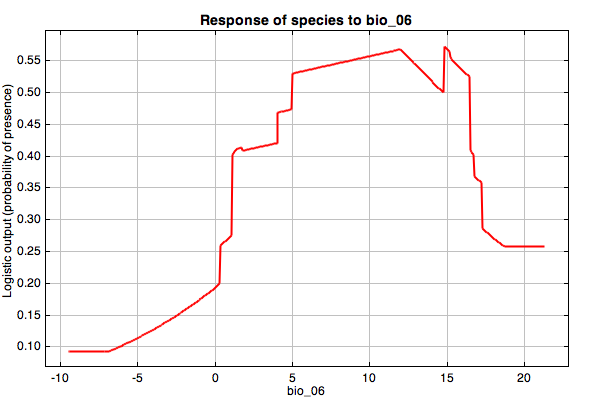 Response of species to bio_06
Logistic output (probability of presence)
0.55
0.50
0.45
0.40
0.35
0.30
0.25
0.20
0.15
0.10
-10 -5 0 5 10 15 20
bio_06